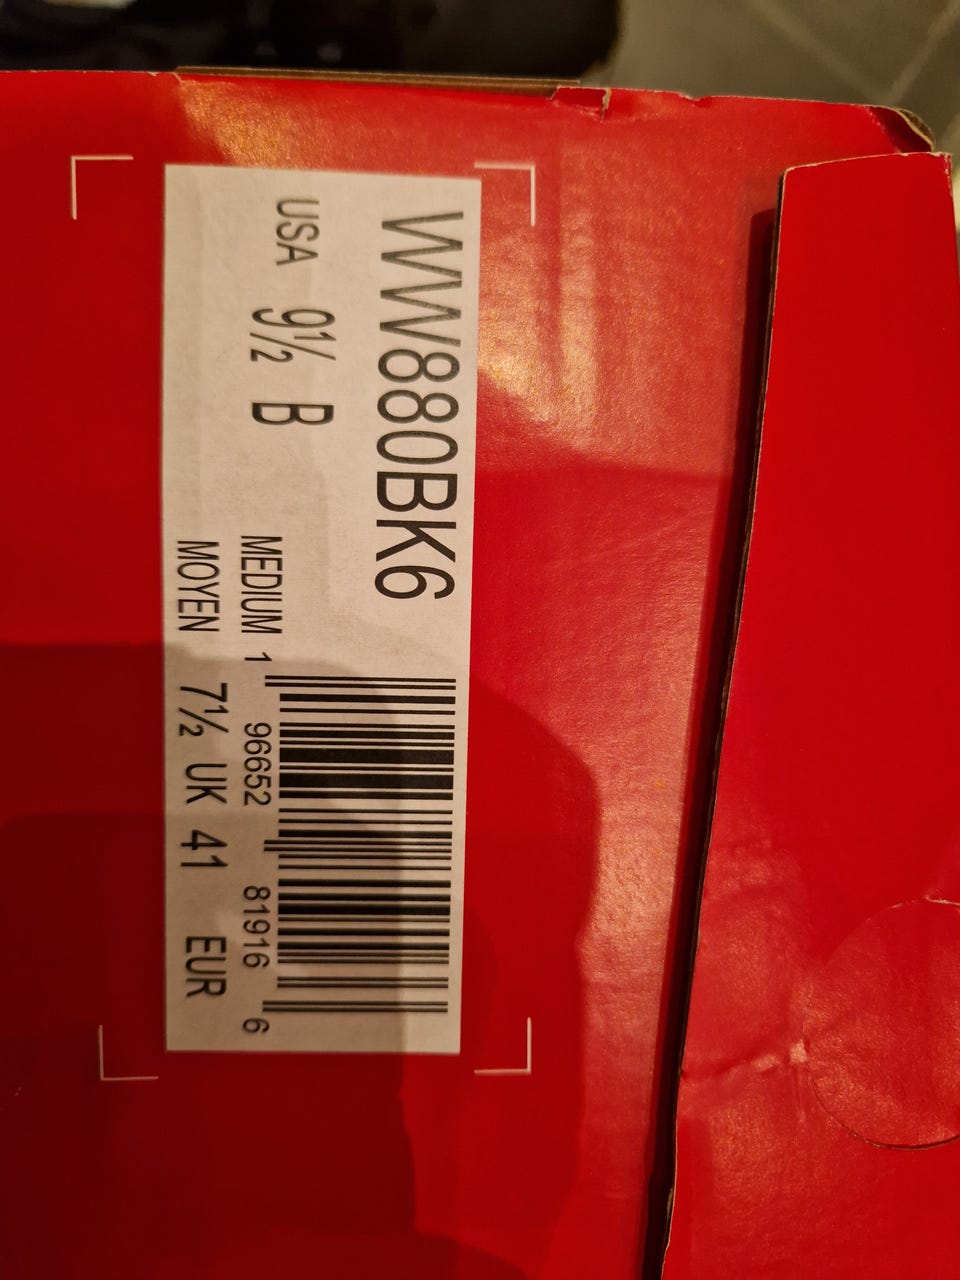 WW880BK6
USA 9½ B
MEDIUM
MOYEN
1 96652 81916 6
7½ UK 41 EUR